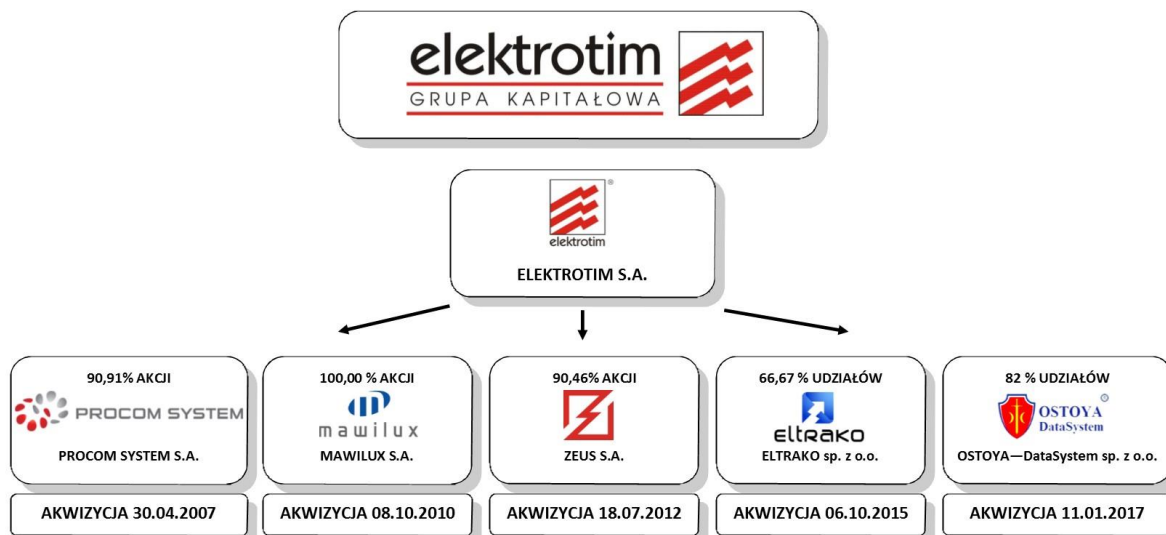 elektrotim
GRUPA KAPITAŁOWA
®
elektrotim
ELEKTROTIM S.A.
90,91% AKCJI
PROCOM SYSTEM
PROCOM SYSTEM S.A.
AKWIZYCJA 30.04.2007
100,00 % AKCJI
mawilux
MAWILUX S.A.
AKWIZYCJA 08.10.2010
90,46% AKCJI
ZEUS S.A.
AKWIZYCJA 18.07.2012
66,67 % UDZIAŁÓW
ELTRAKO
ELTRAKO sp. z o.o.
AKWIZYCJA 06.10.2015
82 % UDZIAŁÓW
OSTOYA
DataSystem
OSTOYA—DataSystem sp. z o.o.
AKWIZYCJA 11.01.2017